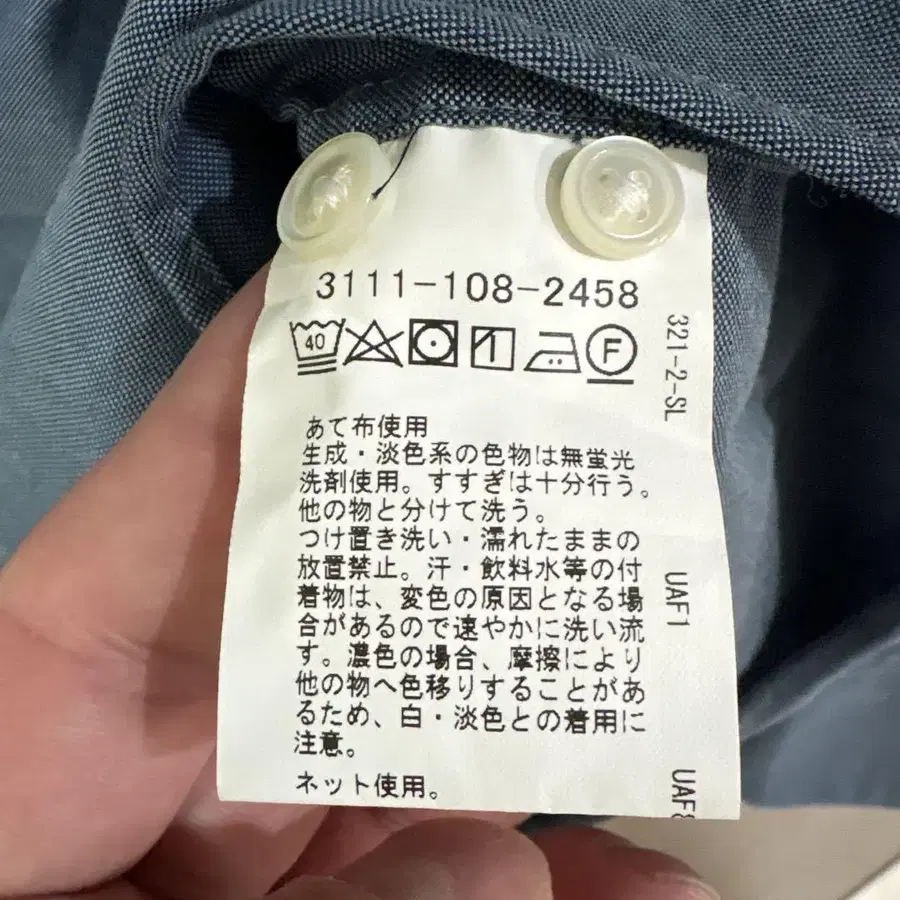 3111-108-2458
40
F
あて布使用
生成・淡色系の色物は無蛍光
洗剤使用。すすぎは十分行う。
他の物と分けて洗う。
つけ置き洗い・濡れたままの
放置禁止。汗・飲料水等の付
着物は、変色の原因となる場
合があるので速やかに洗い流
す。濃色の場合、摩擦により
他の物へ色移りすることがあ
るため、白・淡色との着用に
注意。
ネット使用。
321-2-SL
UAF1